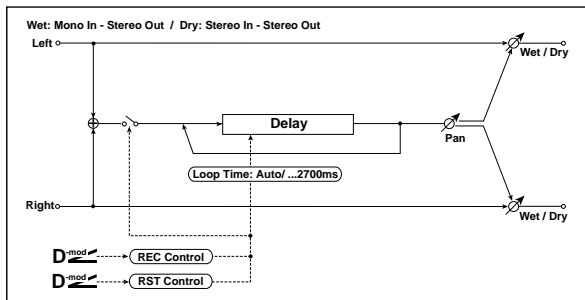 Wet: Mono In - Stereo Out / Dry: Stereo In - Stereo Out
Left
Wet / Dry
Delay
Pan
Loop Time: Auto/ ...2700ms
Right
Wet / Dry
D-mod
REC Control
D-mod
RST Control